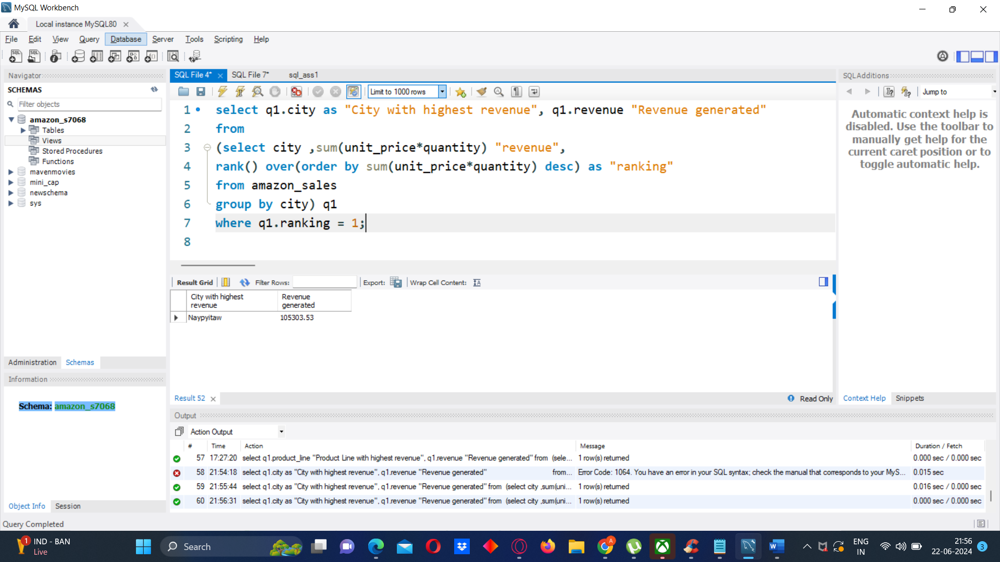 MySQL Workbench
Local instance MySQL80
File Edit View Query Database Server Tools Scripting Help
Navigator
SCHEMAS
Filter objects
amazon_s7068
Tables
Views
Stored Procedures
Functions
mavenmovies
mini_cap
newschema
sys
Administration Schemas
Information
Schema: amazon_s7068
Object Info Session
Query Completed
SQL File 4* SQL File 7* sql_ass1
Limit to 1000 rows
1 select q1.city as "City with highest revenue", q1.revenue "Revenue generated"
2 from
3 (select city ,sum(unit_price*quantity) "revenue",
4 rank() over(order by sum(unit_price*quantity) desc) as "ranking"
5 from amazon_sales
6 group by city) q1
7 where q1.ranking = 1;
8
Result Grid Filter Rows: Export: Wrap Cell Content:
City with highest revenue Revenue generated
Naypyitaw 105303.53
Result 52
Read Only
Output
Action Output
# Time Action Message Duration / Fetch
57 17:27:20 select q1.product_line "Product Line with highest revenue", q1.revenue "Revenue generated" from (sele... 1 row(s) returned 0.000 sec / 0.000 sec
58 21:54:18 select q1.city as "City with highest revenue", q1.revenue "Revenue generated" from... Error Code: 1064. You have an error in your SQL syntax; check the manual that corresponds to your MyS... 0.015 sec
59 21:55:44 select q1.city as "City with highest revenue", q1.revenue "Revenue generated" from (select city ,sum(uni... 1 row(s) returned 0.016 sec / 0.000 sec
60 21:56:31 select q1.city as "City with highest revenue", q1.revenue "Revenue generated" from (select city ,sum(uni... 1 row(s) returned 0.000 sec / 0.000 sec
SQLAdditions
Jump to
Automatic context help is
disabled. Use the toolbar to
manually get help for the
current caret position or to
toggle automatic help.
Context Help Snippets
1
IND - BAN
Live
Search
A
W
ENG
IN
21:56
22-06-2024
3